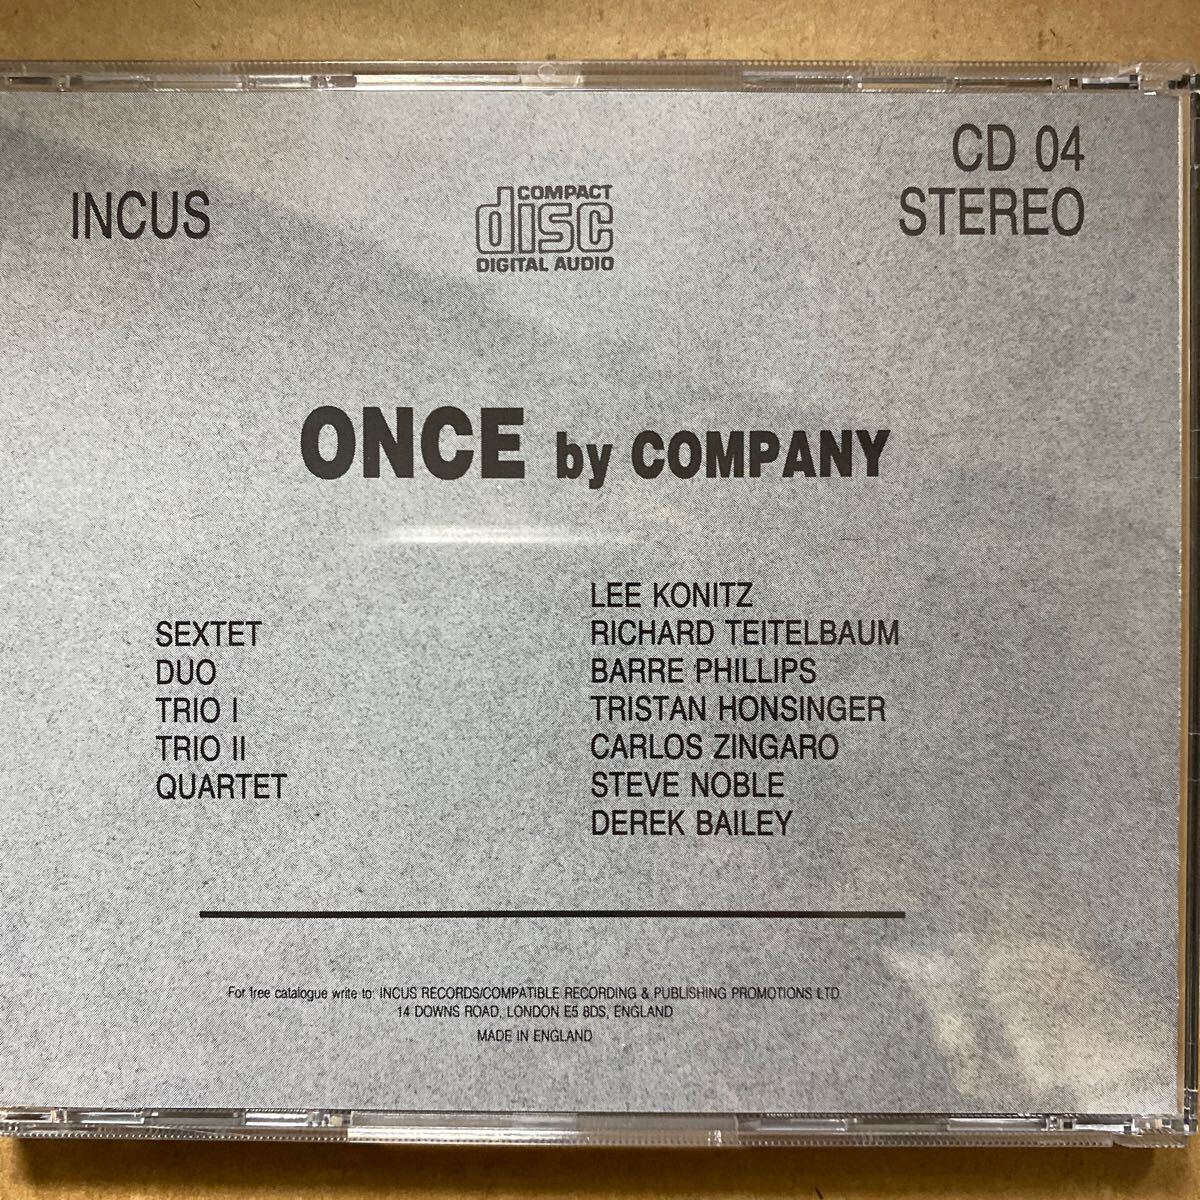 INCUS
COMPACT
disc
DIGITAL AUDIO
CD 04
STEREO
ONCE by COMPANY
SEXTET
DUO
TRIO I
TRIO II
QUARTET
LEE KONITZ
RICHARD TEITELBAUM
BARRE PHILLIPS
TRISTAN HONSINGER
CARLOS ZINGARO
STEVE NOBLE
DEREK BAILEY
For free catalogue write to: INCUS RECORDS/COMPATIBLE RECORDING & PUBLISHING PROMOTIONS LTD.
14 DOWNS ROAD, LONDON E5 8DS, ENGLAND
MADE IN ENGLAND